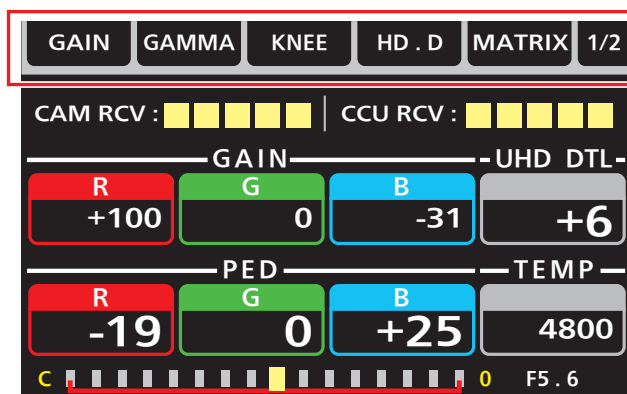 GAIN GAMMA KNEE HD . D MATRIX 1/2
CAM RCV : CCU RCV :
GAIN UHD DTL
R G B
+100 0 -31 +6
PED TEMP
R G B
-19 0 +25 4800
C 0 F5 . 6